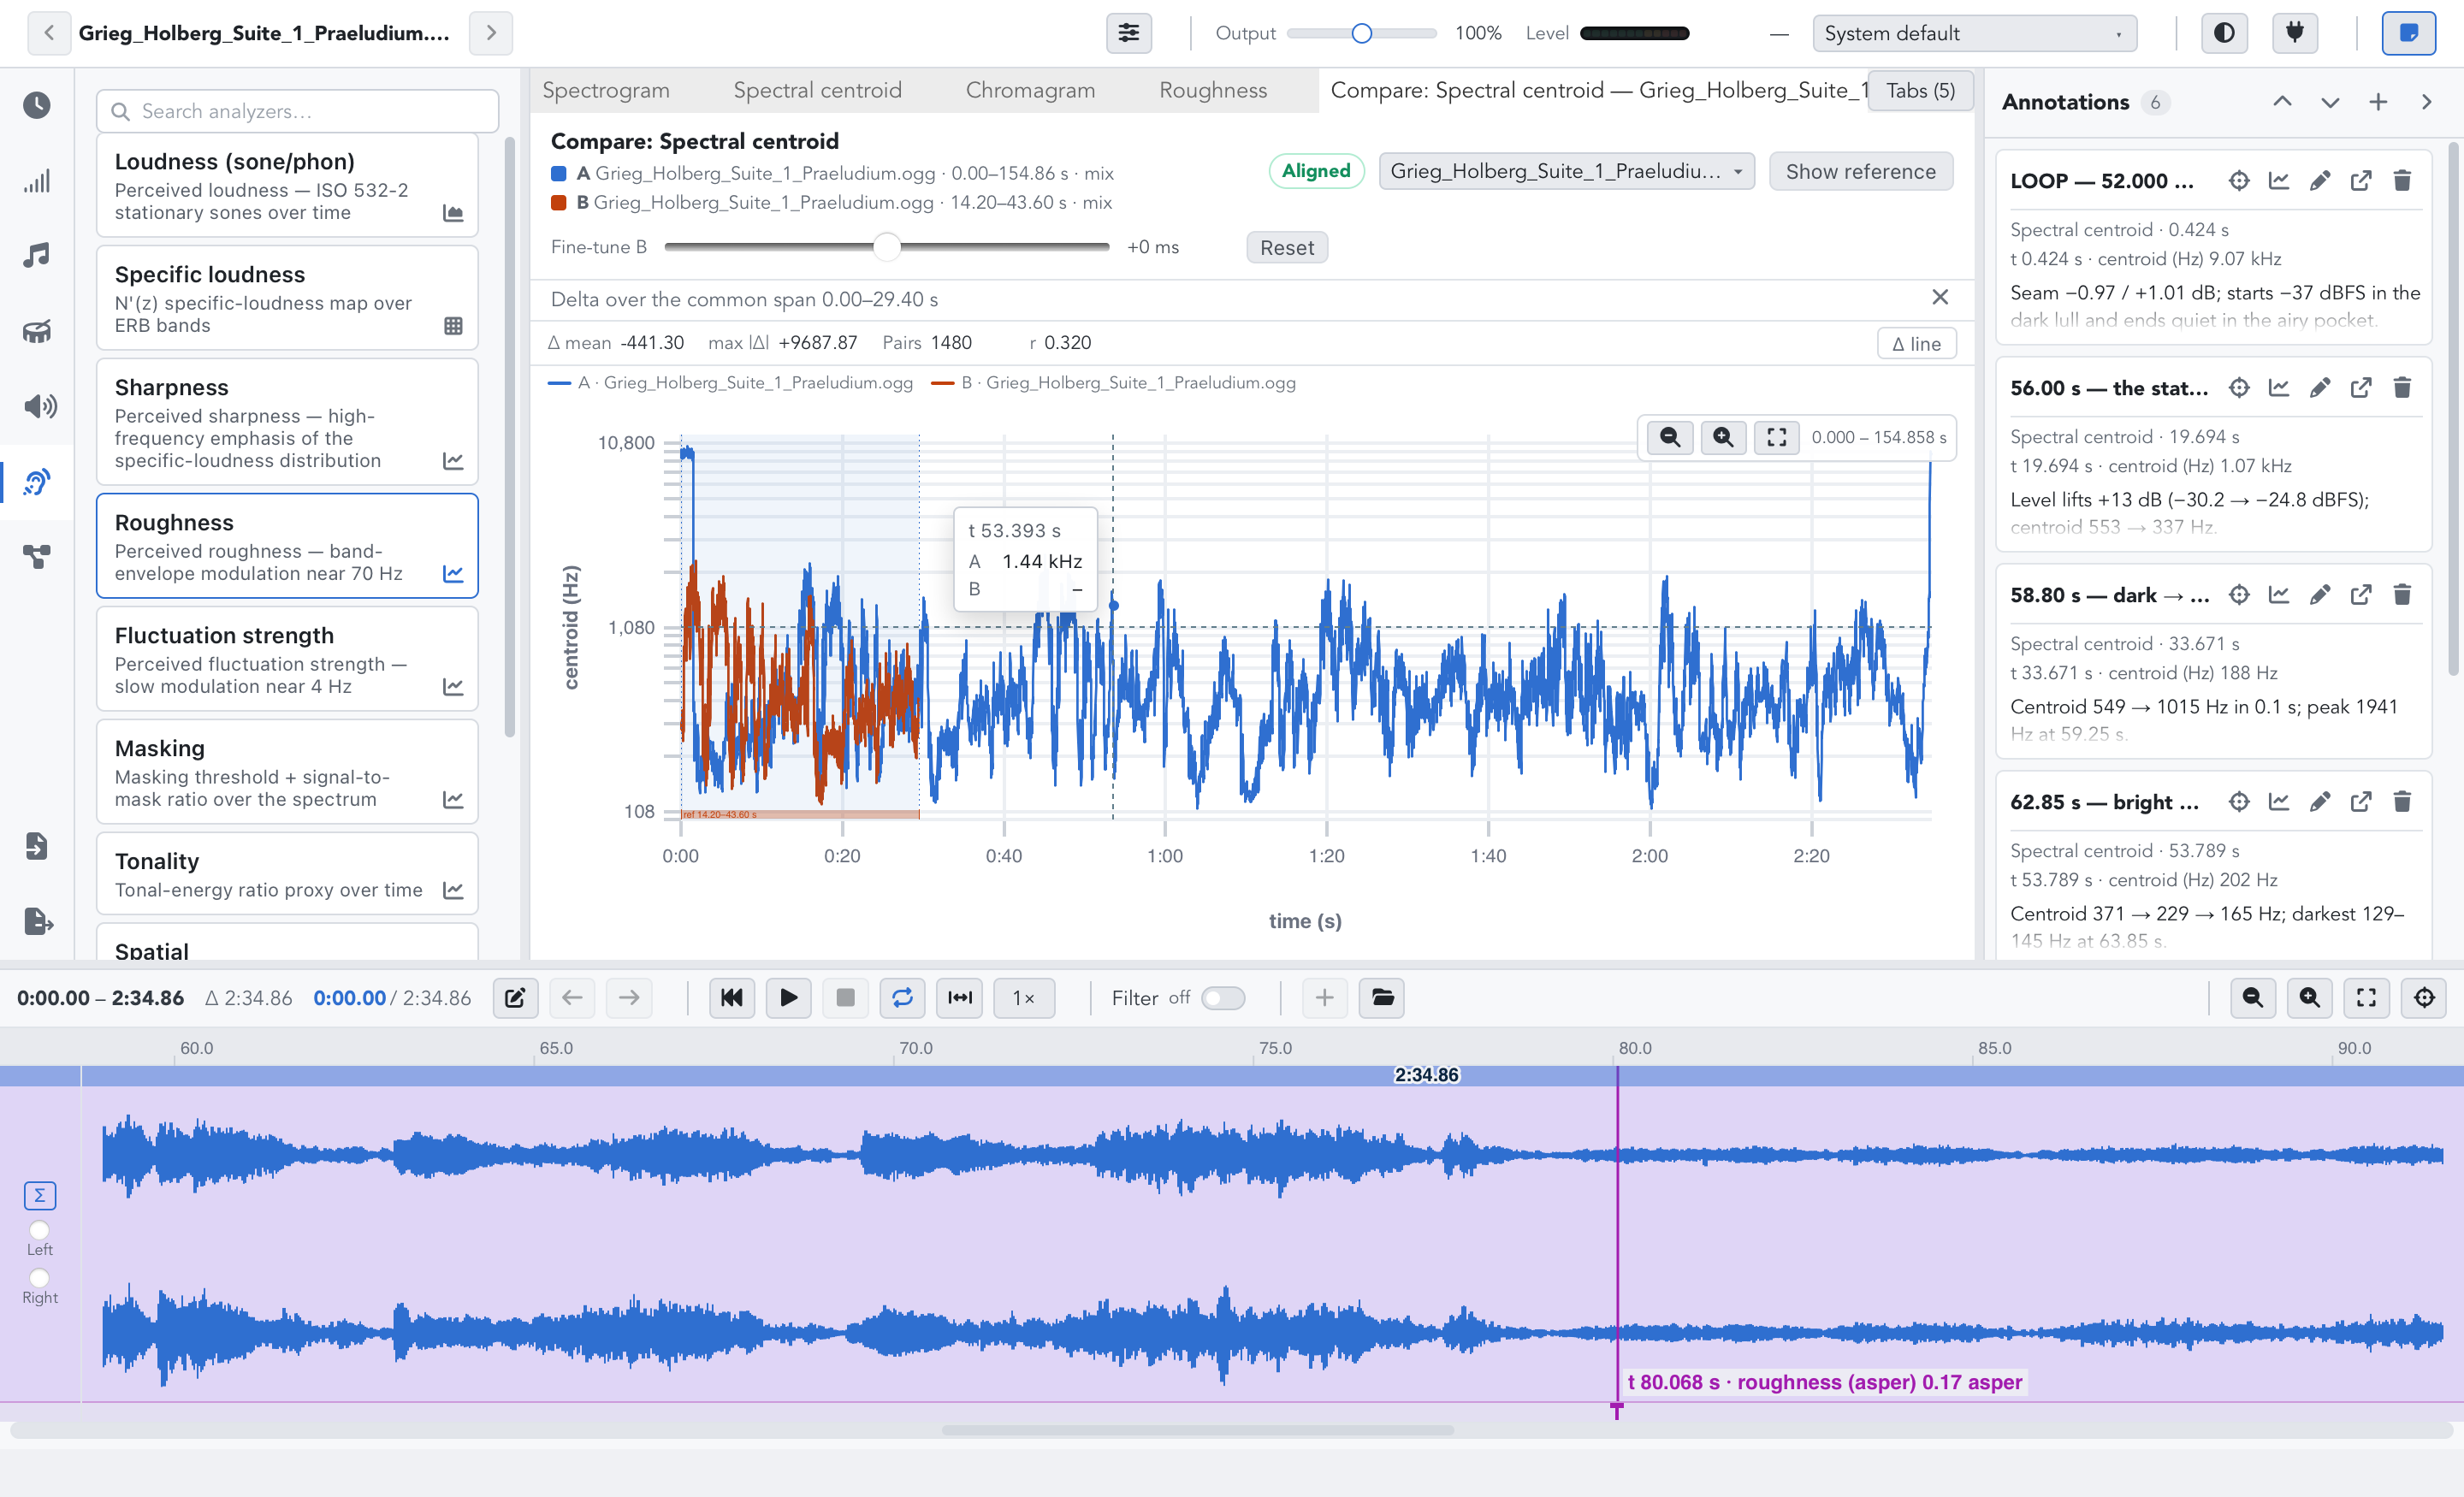 Grieg_Holberg_Suite_1_Praeludium....
Output 100% Level — System default
Search analyzers…
Loudness (sone/phon)
Perceived loudness — ISO 532-2
stationary sones over time
Specific loudness
N'(z) specific-loudness map over
ERB bands
Sharpness
Perceived sharpness — high-
frequency emphasis of the
specific-loudness distribution
Roughness
Perceived roughness — band-
envelope modulation near 70 Hz
Fluctuation strength
Perceived fluctuation strength —
slow modulation near 4 Hz
Masking
Masking threshold + signal-to-
mask ratio over the spectrum
Tonality
Tonal-energy ratio proxy over time
Spatial
Spectrogram Spectral centroid Chromagram Roughness Compare: Spectral centroid — Grieg_Holberg_Suite_1 Tabs (5)
Compare: Spectral centroid
A Grieg_Holberg_Suite_1_Praeludium.ogg · 0.00–154.86 s · mix
B Grieg_Holberg_Suite_1_Praeludium.ogg · 14.20–43.60 s · mix
Aligned Grieg_Holberg_Suite_1_Praeludiu... Show reference
Fine-tune B +0 ms Reset
Delta over the common span 0.00–29.40 s
Δ mean -441.30 max |Δ| +9687.87 Pairs 1480 r 0.320 Δ line
A · Grieg_Holberg_Suite_1_Praeludium.ogg B · Grieg_Holberg_Suite_1_Praeludium.ogg
0.000 – 154.858 s
10,800
1,080
108
centroid (Hz)
t 53.393 s
A 1.44 kHz
B –
ref 14.20–43.60 s
0:00 0:20 0:40 1:00 1:20 1:40 2:00 2:20
time (s)
Annotations 6
LOOP — 52.000 ...
Spectral centroid · 0.424 s
t 0.424 s · centroid (Hz) 9.07 kHz
Seam −0.97 / +1.01 dB; starts −37 dBFS in the
dark lull and ends quiet in the airy pocket.
56.00 s — the stat...
Spectral centroid · 19.694 s
t 19.694 s · centroid (Hz) 1.07 kHz
Level lifts +13 dB (−30.2 → −24.8 dBFS);
centroid 553 → 337 Hz.
58.80 s — dark → ...
Spectral centroid · 33.671 s
t 33.671 s · centroid (Hz) 188 Hz
Centroid 549 → 1015 Hz in 0.1 s; peak 1941
Hz at 59.25 s.
62.85 s — bright ...
Spectral centroid · 53.789 s
t 53.789 s · centroid (Hz) 202 Hz
Centroid 371 → 229 → 165 Hz; darkest 129–
145 Hz at 63.85 s.
0:00.00 – 2:34.86 Δ 2:34.86 0:00.00 / 2:34.86 1× Filter off
60.0 65.0 70.0 75.0 80.0 85.0 90.0
2:34.86
Σ
Left
Right
t 80.068 s · roughness (asper) 0.17 asper